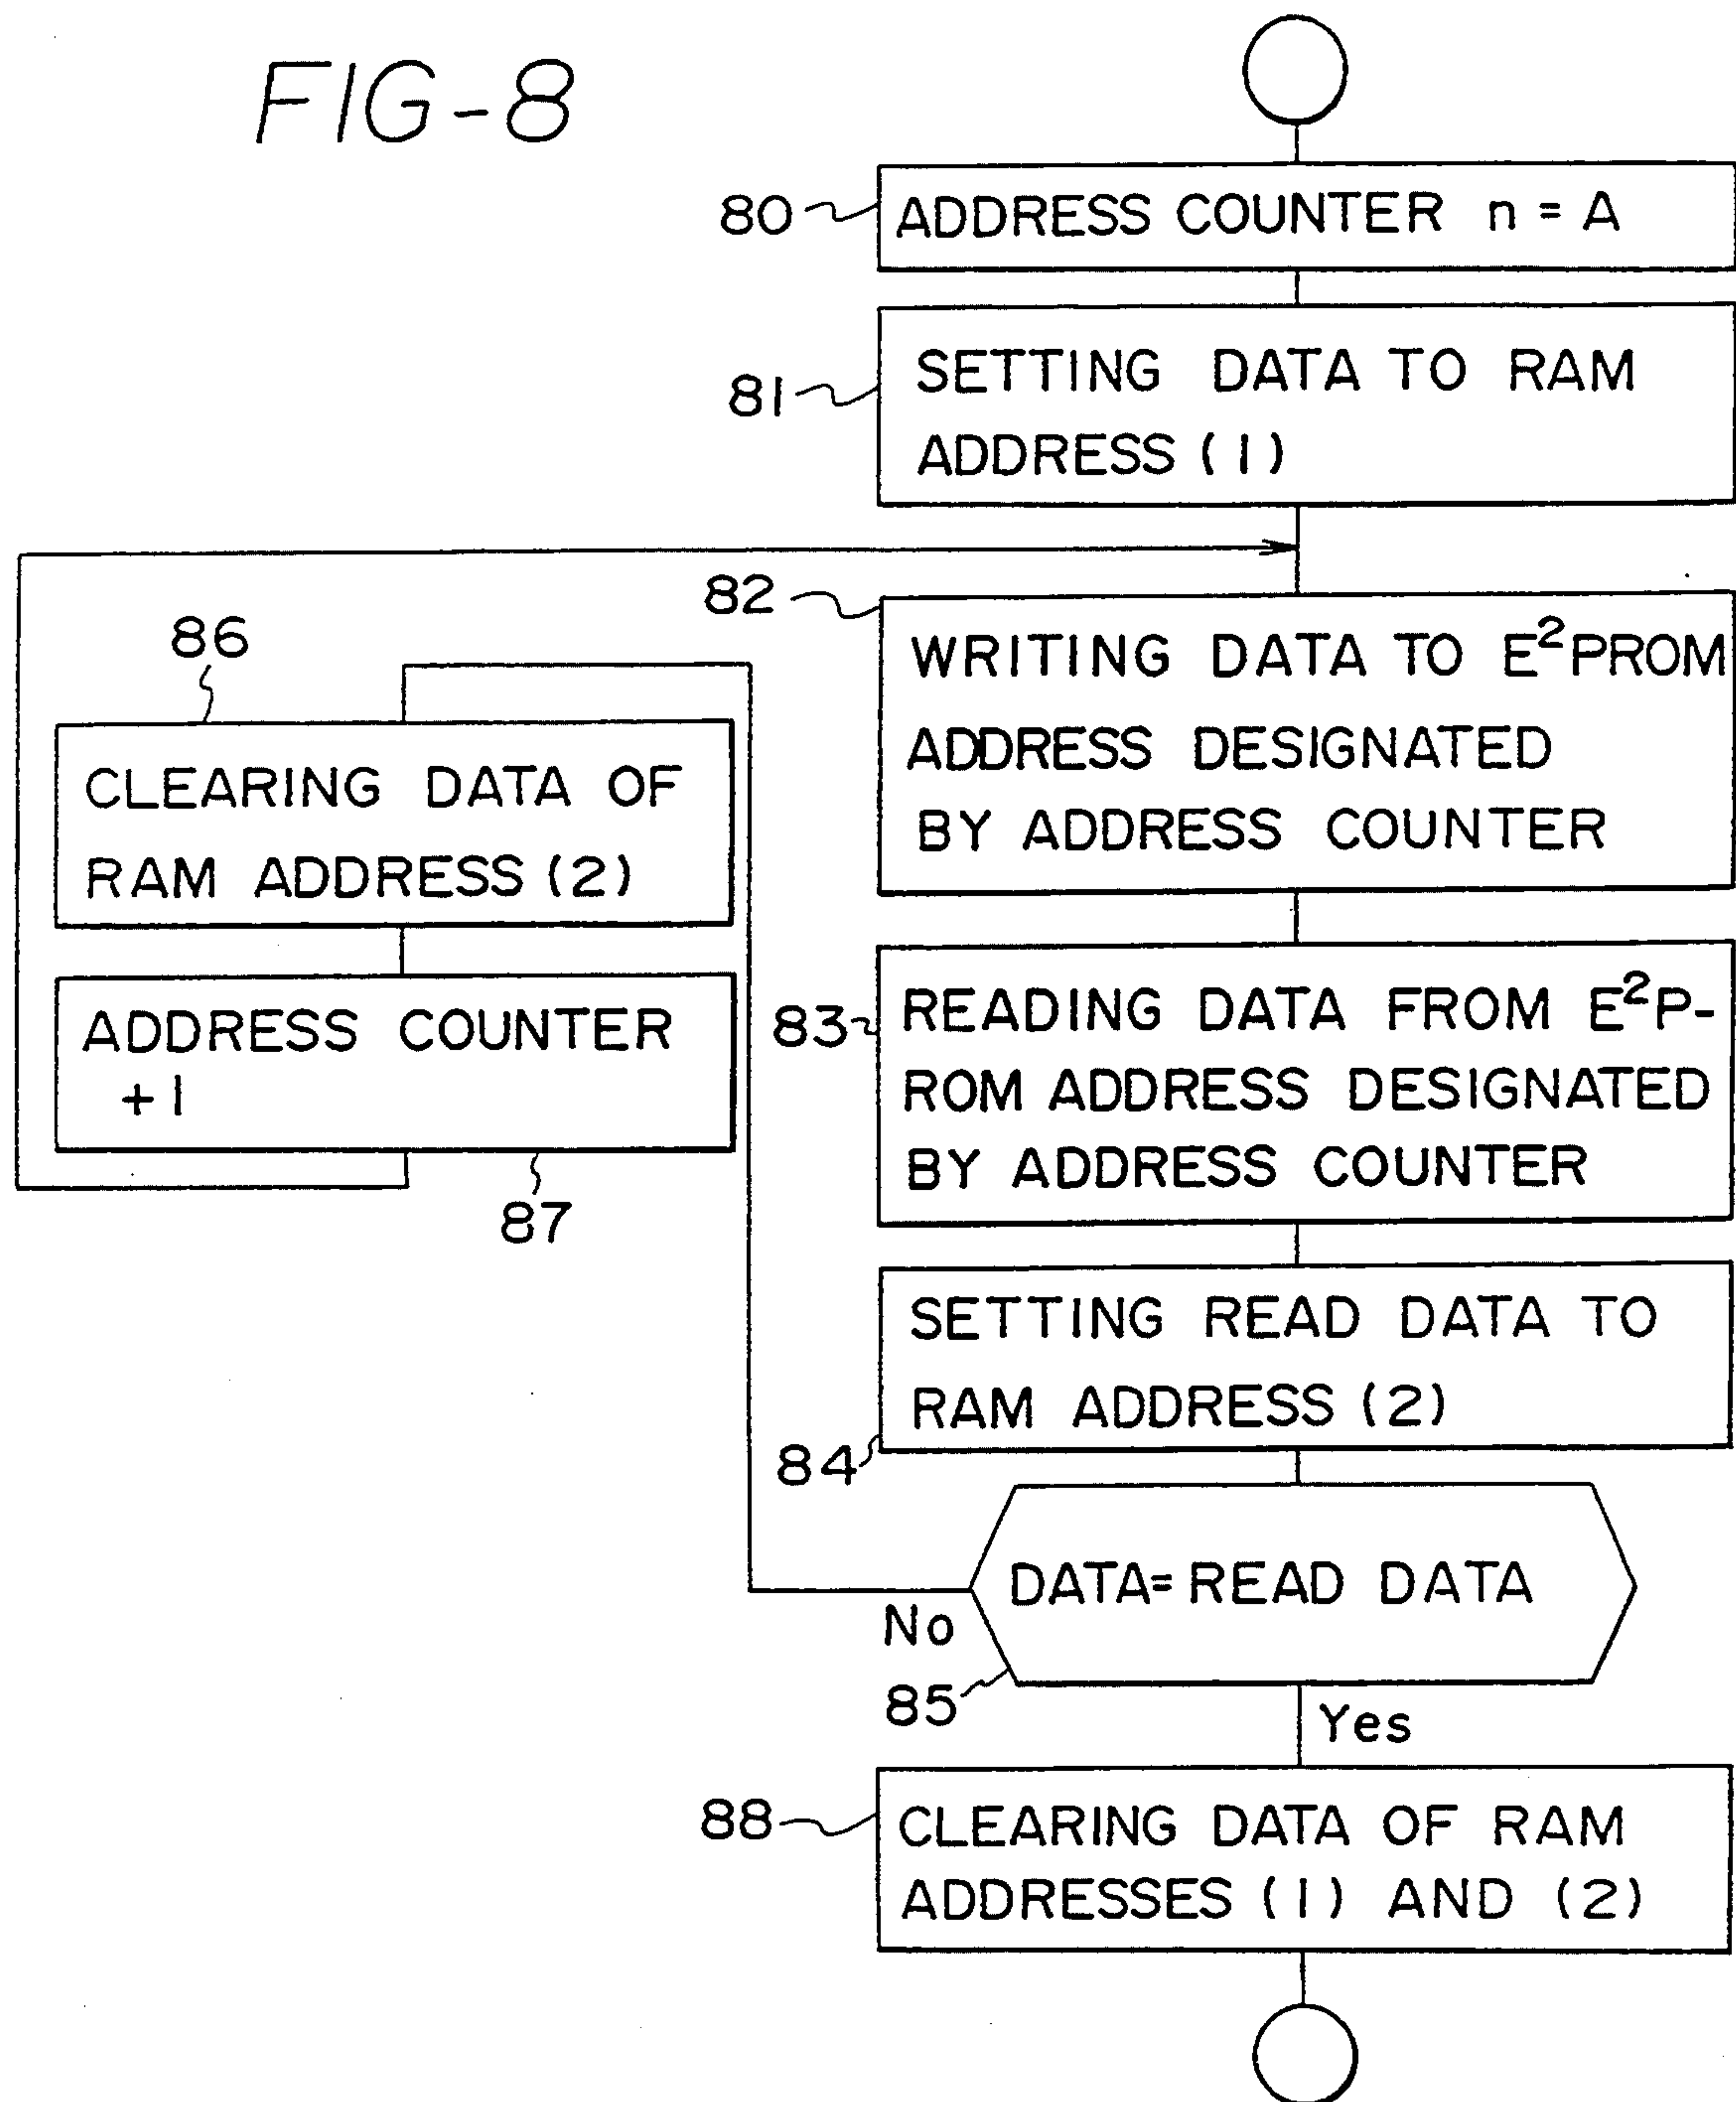 FIG-8
80
ADDRESS COUNTER n = A
81
SETTING DATA TO RAM
ADDRESS (1)
82
WRITING DATA TO E²PROM
ADDRESS DESIGNATED
BY ADDRESS COUNTER
86
CLEARING DATA OF
RAM ADDRESS (2)
ADDRESS COUNTER
+1
87
83
READING DATA FROM E²P-
ROM ADDRESS DESIGNATED
BY ADDRESS COUNTER
SETTING READ DATA TO
RAM ADDRESS (2)
84
DATA=READ DATA
No
85
Yes
88
CLEARING DATA OF RAM
ADDRESSES (1) AND (2)